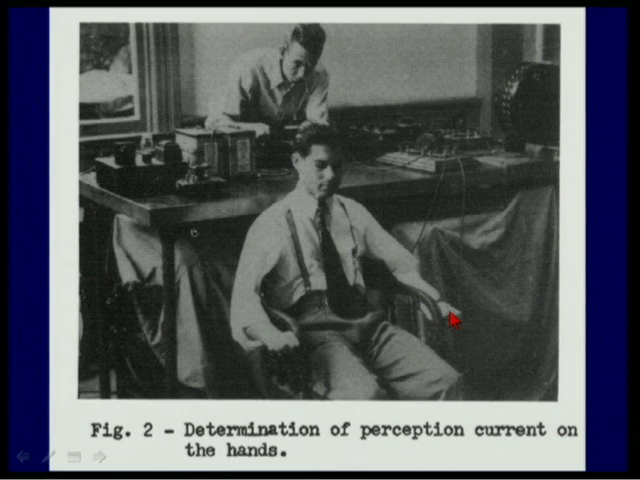 Fig. 2 - Determination of perception current on
the hands.